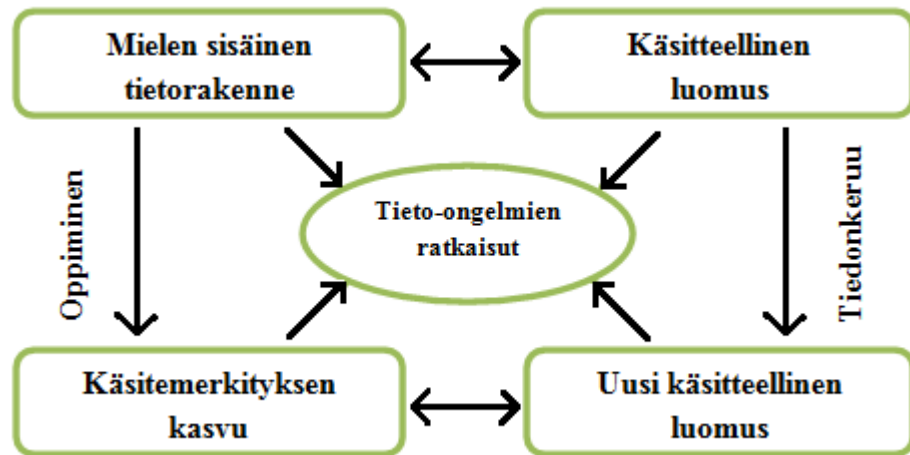 Mielen sisäinen
tietorakenne
Käsitteellinen
luomus
Oppiminen
Tieto-ongelmien
ratkaisut
Tiedonkeruu
Käsitemerkityksen
kasvu
Uusi käsitteellinen
luomus